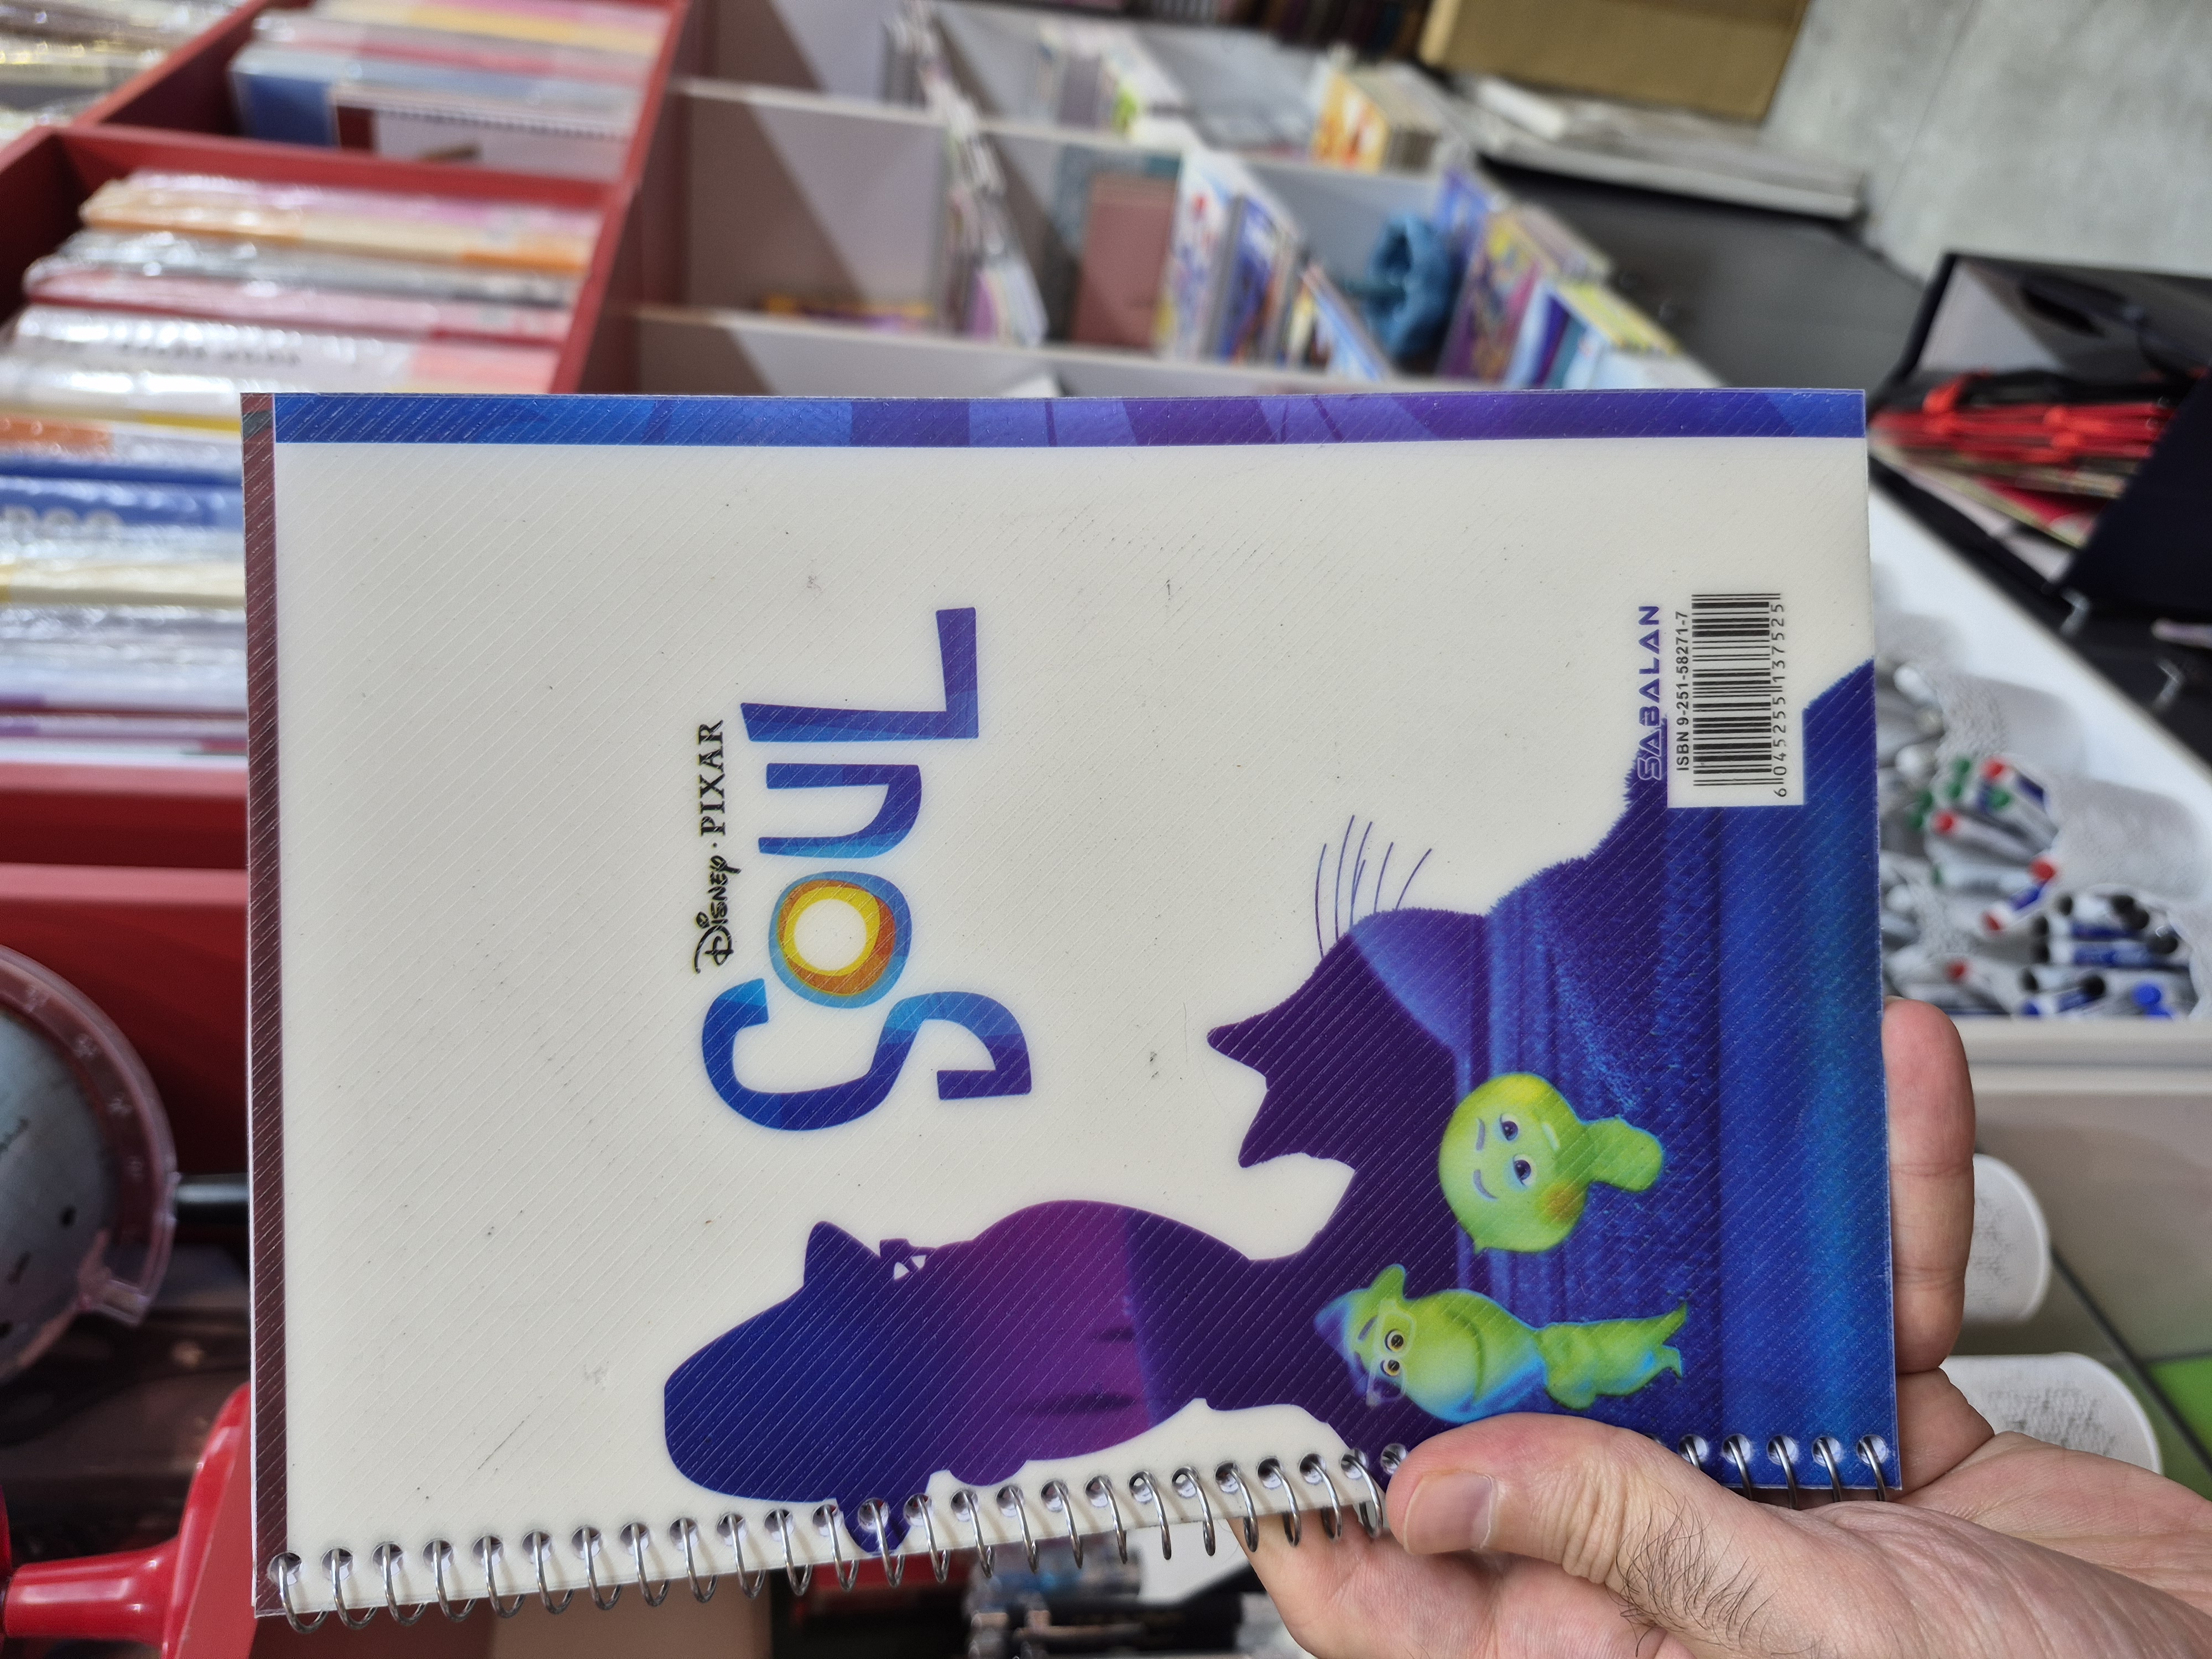 Disney · PIXAR
SOUL
SABALAN
ISBN 9-251-58271-7
6 045255 137525